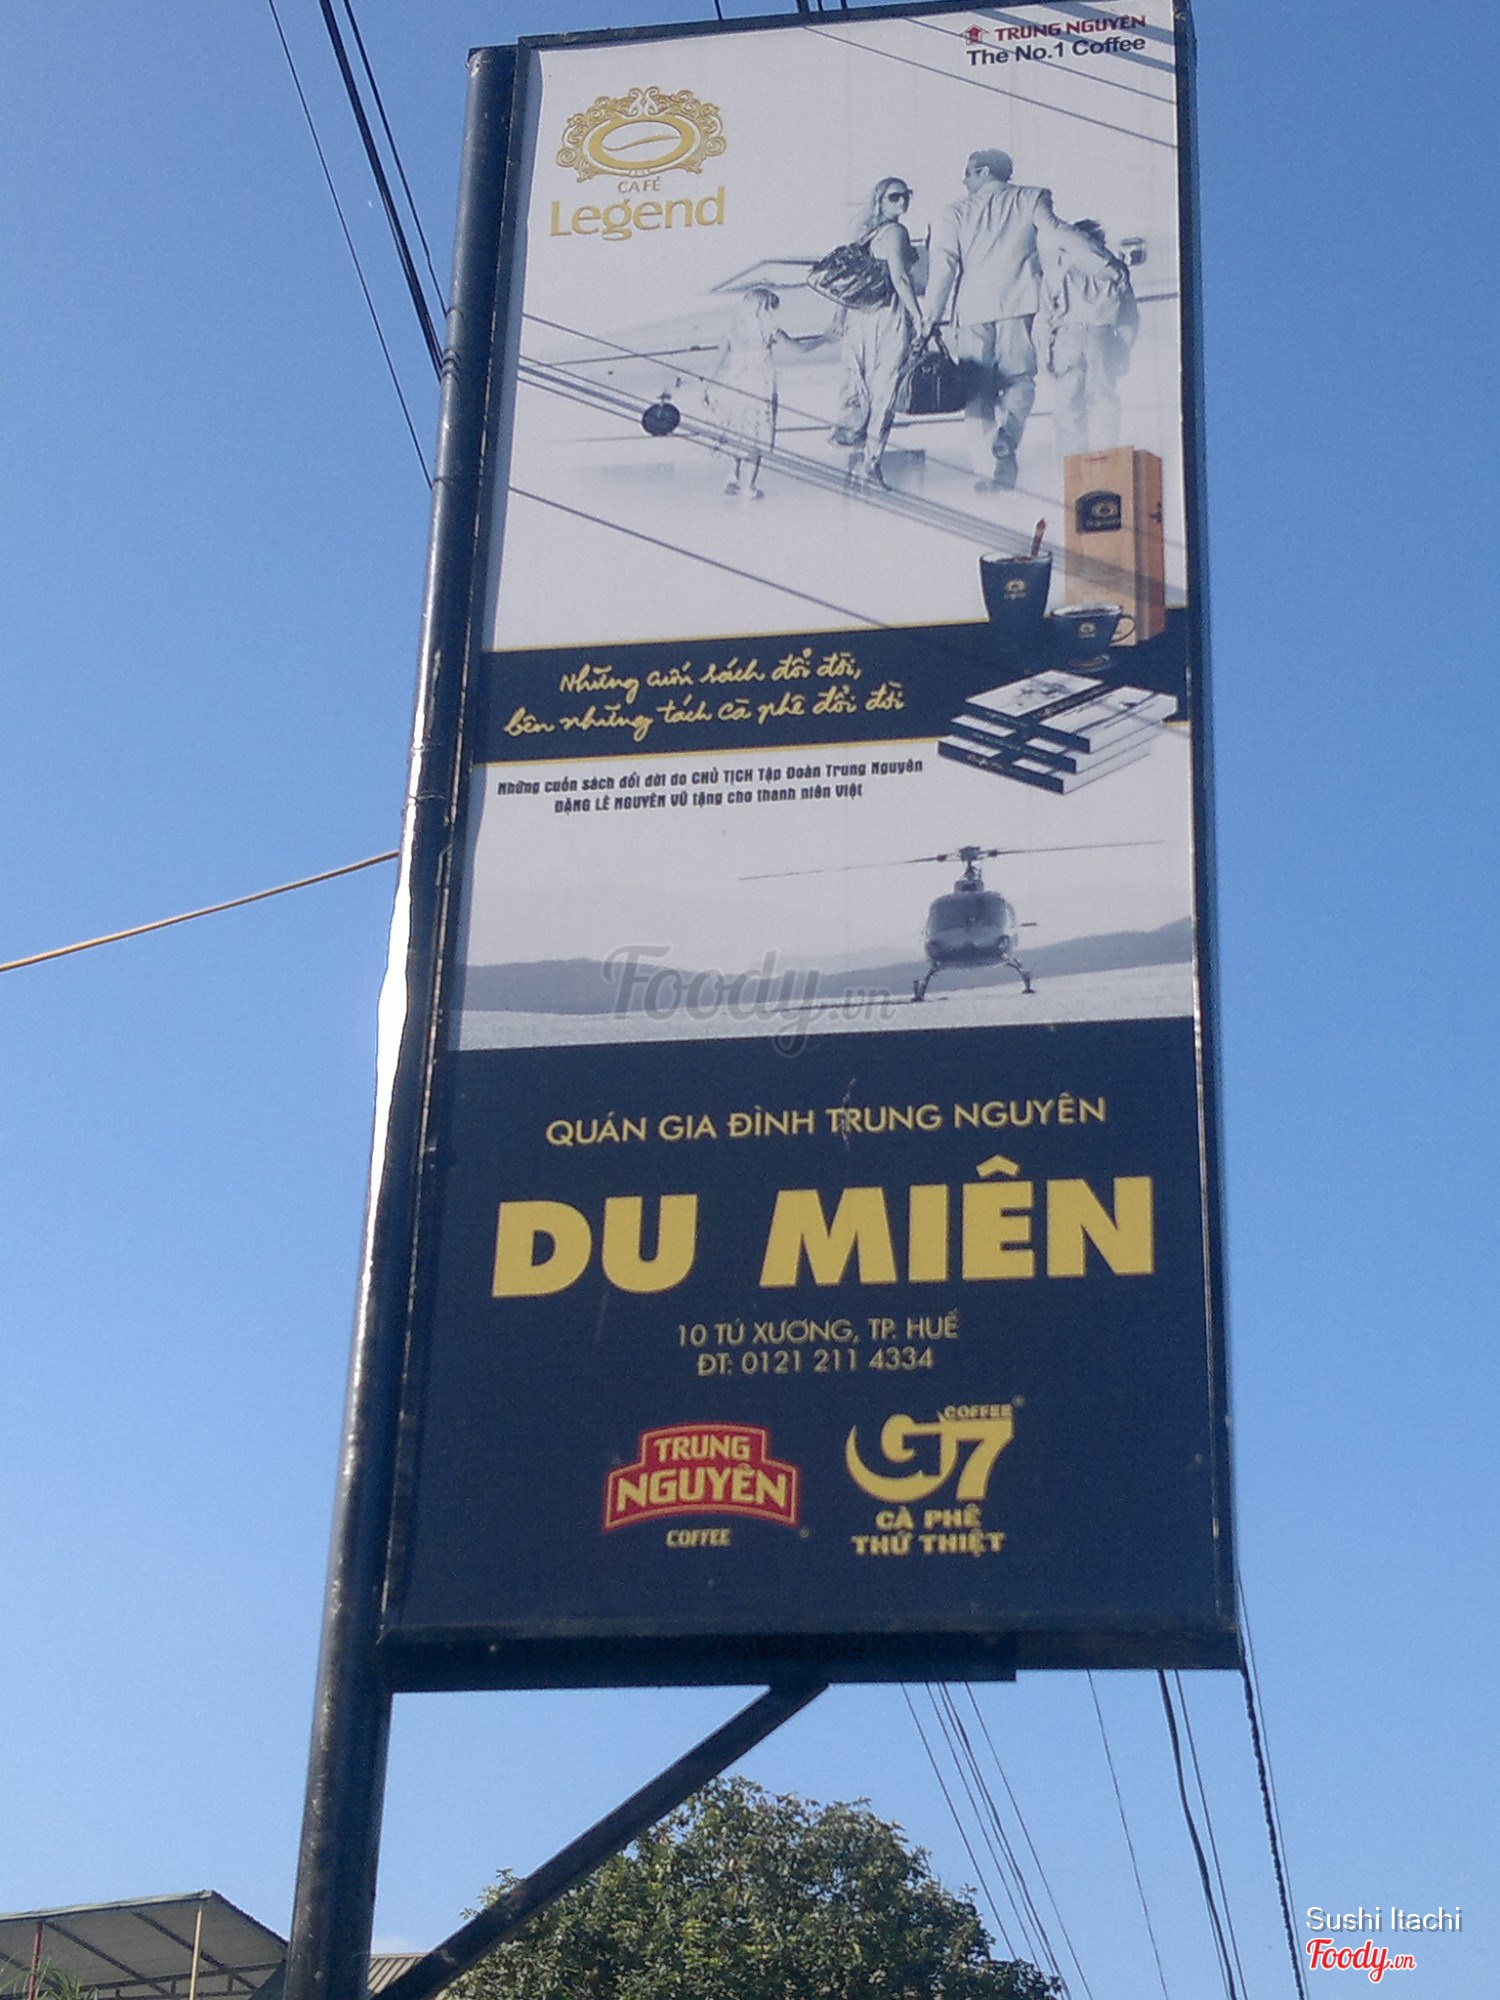 TRUNG NGUYÊN
The No.1 Coffee
CAFÉ
Legend
Những cuốn sách đổi đời,
bên những tách cà phê đổi đời
Những cuốn sách đổi đời do CHỦ TỊCH Tập Đoàn Trung Nguyên
ĐẶNG LÊ NGUYÊN VŨ tặng cho thanh niên Việt
Foody.vn
QUÁN GIA ĐÌNH TRUNG NGUYÊN
DU MIÊN
10 TÚ XƯƠNG, TP. HUẾ
ĐT: 0121 211 4334
TRUNG
NGUYÊN
COFFEE
COFFEE
G7
CÀ PHÊ
THỨ THIỆT
Sushi Itachi
Foody.vn